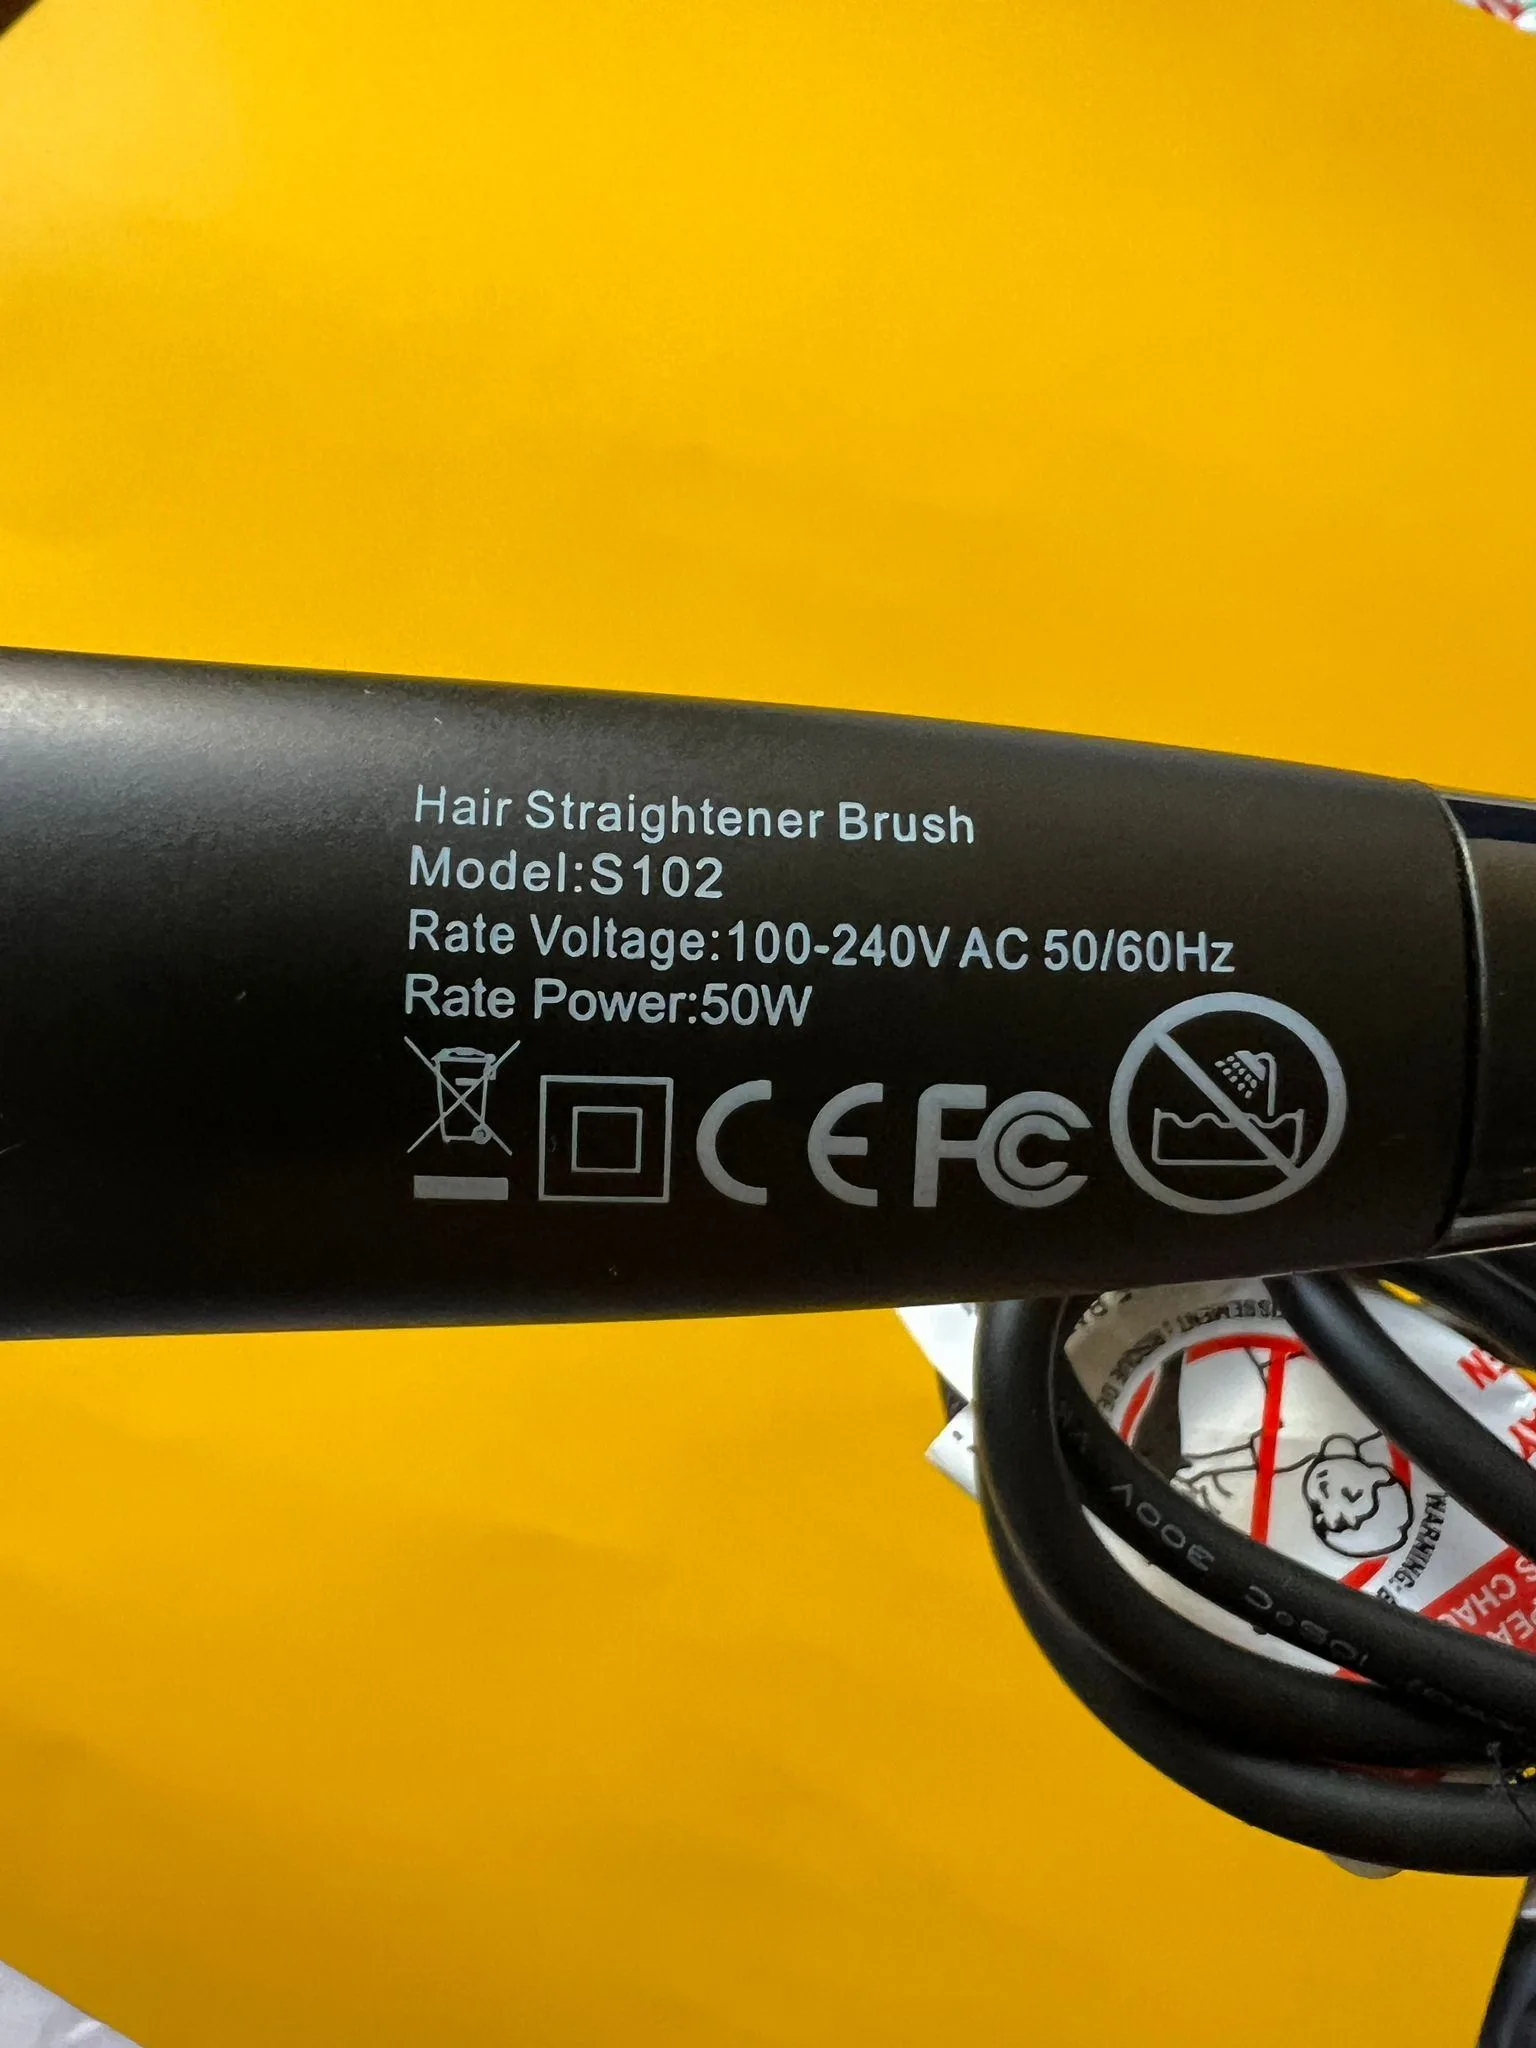 Hair Straightener Brush
Model:S102
Rate Voltage:100-240V AC 50/60Hz
Rate Power:50W
CE FC
300V
105°C
WARNING: